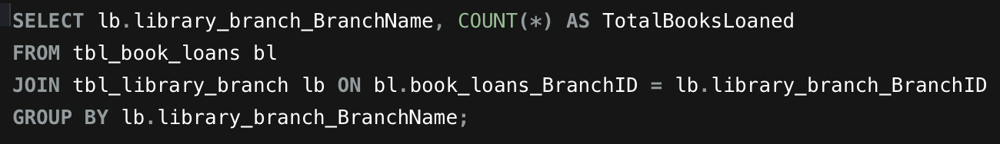 SELECT lb.library_branch_BranchName, COUNT(*) AS TotalBooksLoaned
FROM tbl_book_loans bl
JOIN tbl_library_branch lb ON bl.book_loans_BranchID = lb.library_branch_BranchID
GROUP BY lb.library_branch_BranchName;